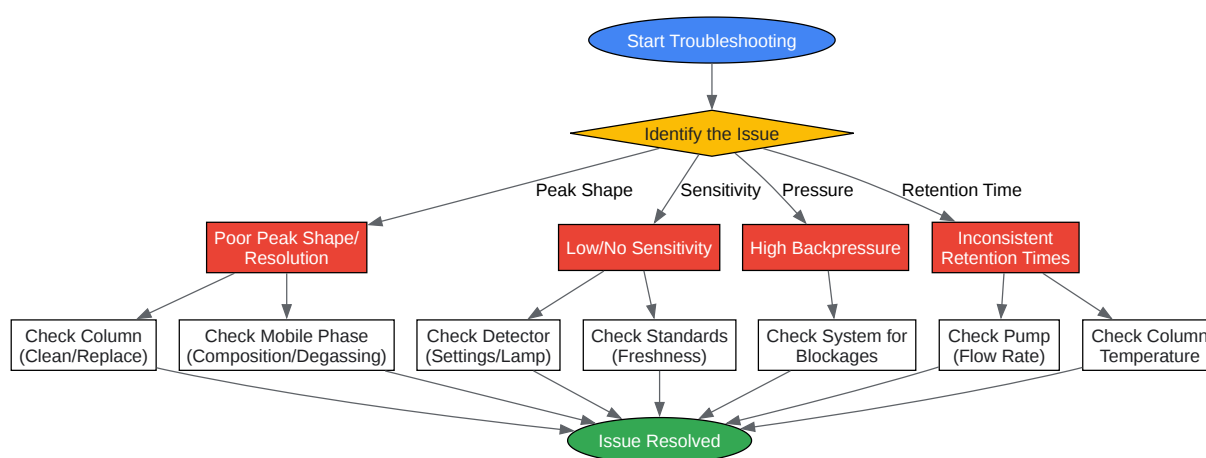 Start Troubleshooting
Identify the Issue
Peak Shape
Sensitivity
Pressure
Retention Time
Poor Peak Shape/
Resolution
Low/No Sensitivity
High Backpressure
Inconsistent
Retention Times
Check Column
(Clean/Replace)
Check Mobile Phase
(Composition/Degassing)
Check Detector
(Settings/Lamp)
Check Standards
(Freshness)
Check System for
Blockages
Check Pump
(Flow Rate)
Check Column
Temperature
Issue Resolved